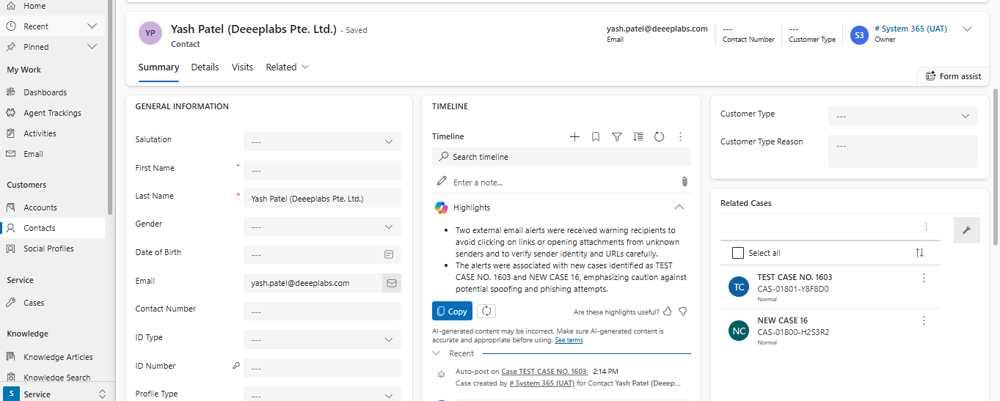 Home
Recent
Pinned
My Work
Dashboards
Agent Trackings
Activities
Email
Customers
Accounts
Contacts
Social Profiles
Service
Cases
Knowledge
Knowledge Articles
Knowledge Search
S Service
YP
Yash Patel (Deeeplabs Pte. Ltd.) - Saved
Contact
yash.patel@deeeplabs.com
Email
---
Contact Number
---
Customer Type
S3
# System 365 (UAT)
Owner
Summary Details Visits Related
Form assist
GENERAL INFORMATION
Salutation ---
First Name * ---
Last Name * Yash Patel (Deeeplabs Pte. Ltd.)
Gender ---
Date of Birth ---
Email yash.patel@deeeplabs.com
Contact Number ---
ID Type ---
ID Number ---
Profile Type ---
TIMELINE
Timeline
Search timeline
Enter a note...
Highlights
• Two external email alerts were received warning recipients to
avoid clicking on links or opening attachments from unknown
senders and to verify sender identity and URLs carefully.
• The alerts were associated with new cases identified as TEST
CASE NO. 1603 and NEW CASE 16, emphasizing caution against
potential spoofing and phishing attempts.
Copy
Are these highlights useful?
AI-generated content may be incorrect. Make sure AI-generated content is
accurate and appropriate before using. See terms
Recent
Auto-post on Case TEST CASE NO. 1603: 2:14 PM
Case created by # System 365 (UAT) for Contact Yash Patel (Deeep...
Customer Type ---
Customer Type Reason ---
Related Cases
Select all
TC
TEST CASE NO. 1603
CAS-01801-Y8F8D0
Normal
NC
NEW CASE 16
CAS-01800-H2S3R2
Normal